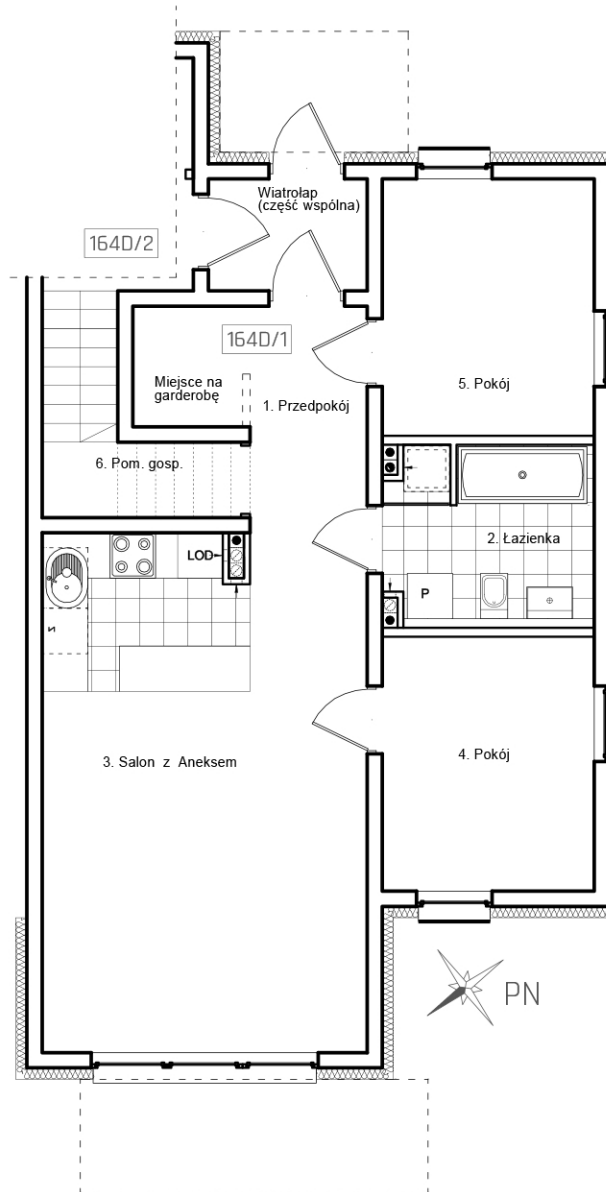 Wiatrołap
(część wspólna)
164D/2
164D/1
Miejsce na
garderobę
1. Przedpokój
5. Pokój
6. Pom. gosp.
2. Łazienka
LOD
P
3. Salon z Aneksem
4. Pokój
PN